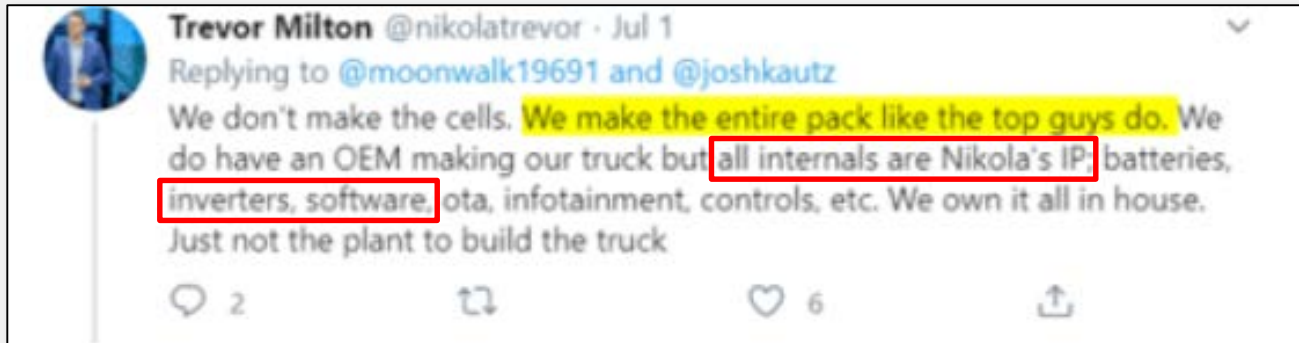 Trevor Milton @nikolatrevor · Jul 1
Replying to @moonwalk19691 and @joshkautz
We don't make the cells. We make the entire pack like the top guys do. We
do have an OEM making our truck but all internals are Nikola's IP; batteries,
inverters, software, ota, infotainment, controls, etc. We own it all in house.
Just not the plant to build the truck
2 6